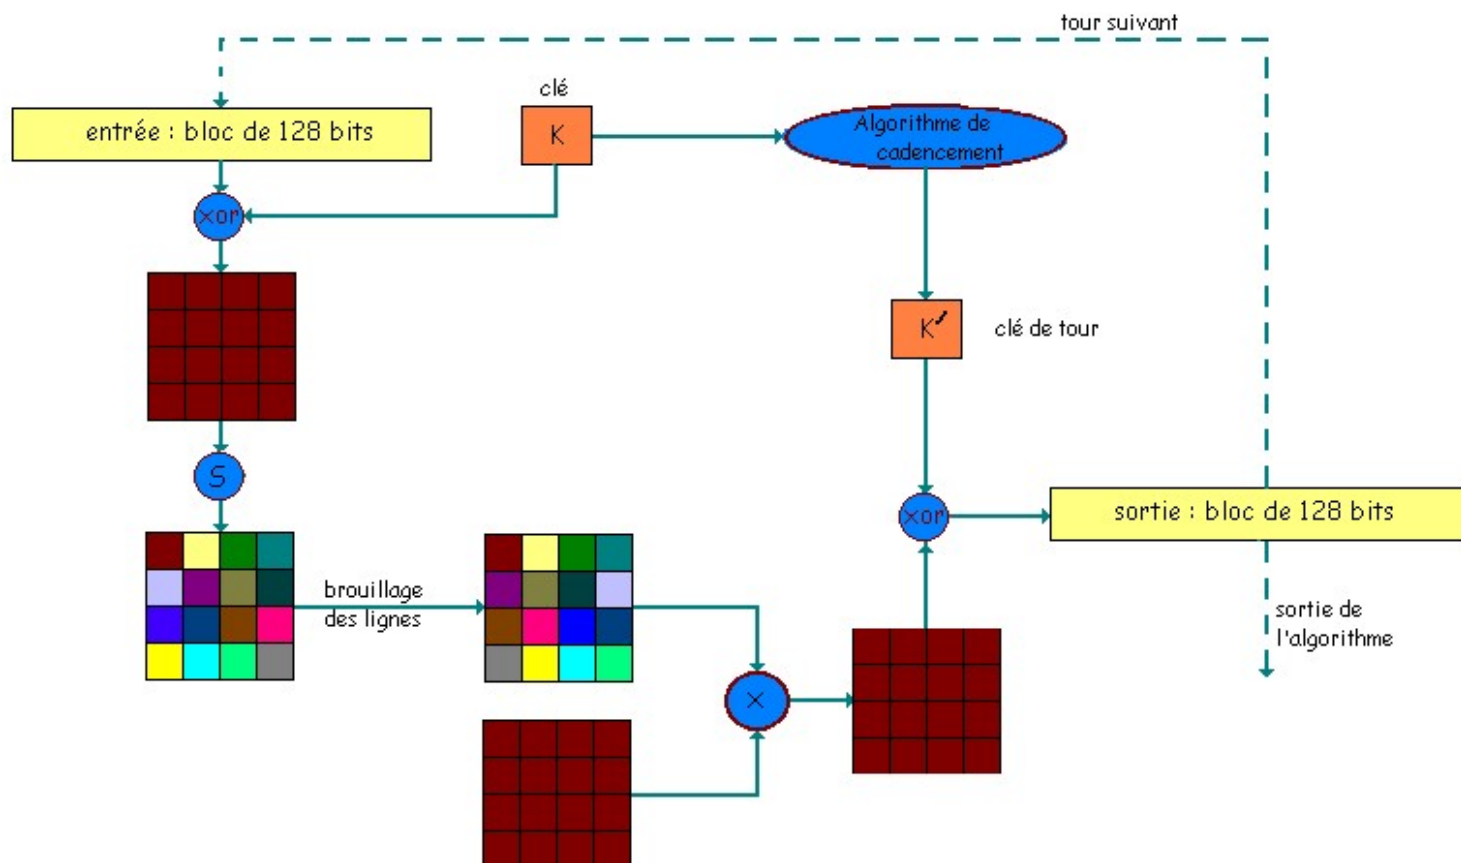 tour suivant
clé
entrée : bloc de 128 bits
K
Algorithme de
cadencement
xor
K'
clé de tour
S
xor
sortie : bloc de 128 bits
brouillage
des lignes
sortie de
l'algorithme
X